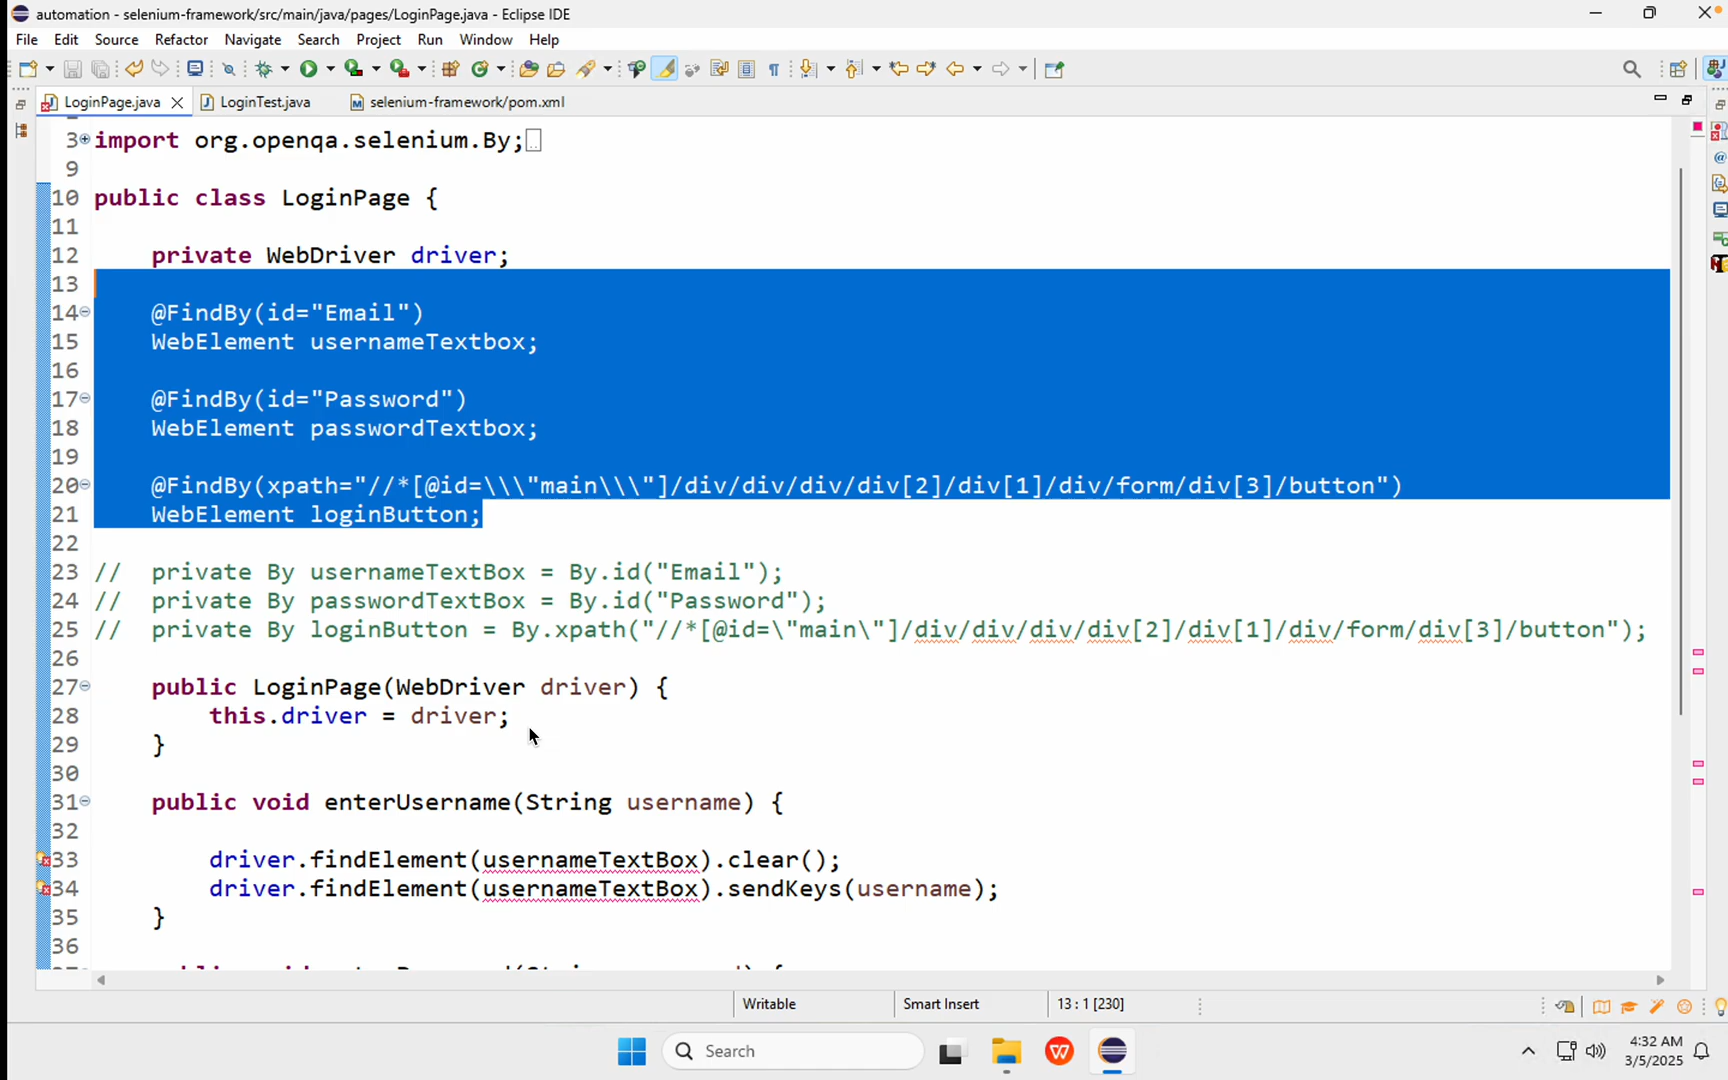 automation - selenium-framework/src/main/java/pages/LoginPage.java - Eclipse IDE
File Edit Source Refactor Navigate Search Project Run Window Help
LoginPage.java LoginTest.java selenium-framework/pom.xml
3 import org.openqa.selenium.By;
9
10 public class LoginPage {
11
12 private WebDriver driver;
13
14 @FindBy(id="Email")
15 WebElement usernameTextbox;
16
17 @FindBy(id="Password")
18 WebElement passwordTextbox;
19
20 @FindBy(xpath="//*[@id=\\\"main\\\"]/div/div/div/div[2]/div[1]/div/form/div[3]/button")
21 WebElement loginButton;
22
23 // private By usernameTextBox = By.id("Email");
24 // private By passwordTextBox = By.id("Password");
25 // private By loginButton = By.xpath("//*[@id=\"main\"]/div/div/div/div[2]/div[1]/div/form/div[3]/button");
26
27 public LoginPage(WebDriver driver) {
28 this.driver = driver;
29 }
30
31 public void enterUsername(String username) {
32
33 driver.findElement(usernameTextBox).clear();
34 driver.findElement(usernameTextBox).sendKeys(username);
35 }
36
Writable Smart Insert 13 : 1 [230]
Search
4:32 AM
3/5/2025